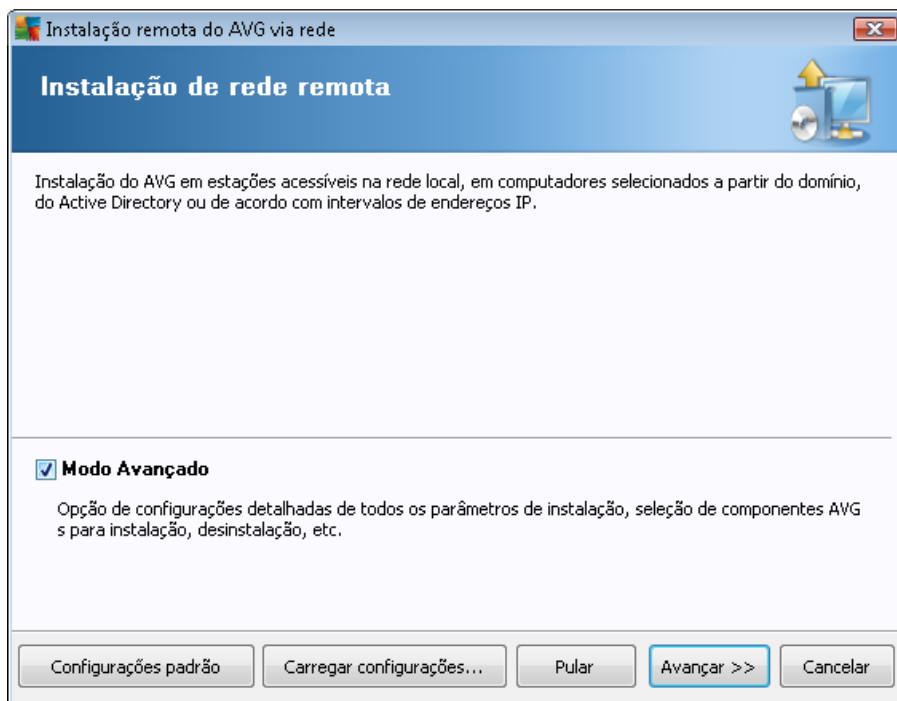 Instalação remota do AVG via rede
Instalação de rede remota
Instalação do AVG em estações acessíveis na rede local, em computadores selecionados a partir do domínio,
do Active Directory ou de acordo com intervalos de endereços IP.
Modo Avançado
Opção de configurações detalhadas de todos os parâmetros de instalação, seleção de componentes AVG
s para instalação, desinstalação, etc.
Configurações padrão Carregar configurações... Pular Avançar >> Cancelar